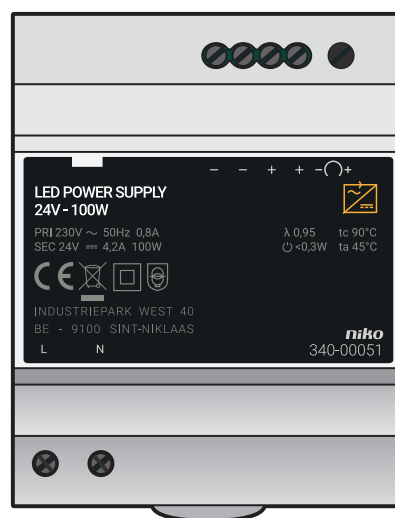 − − + + − +
LED POWER SUPPLY
24V - 100W
PRI 230V ~ 50Hz 0,8A λ 0,95 tc 90°C
SEC 24V ⎓ 4,2A 100W ⏻ <0,3W ta 45°C
CE
INDUSTRIEPARK WEST 40
BE - 9100 SINT-NIKLAAS
niko
L N 340-00051